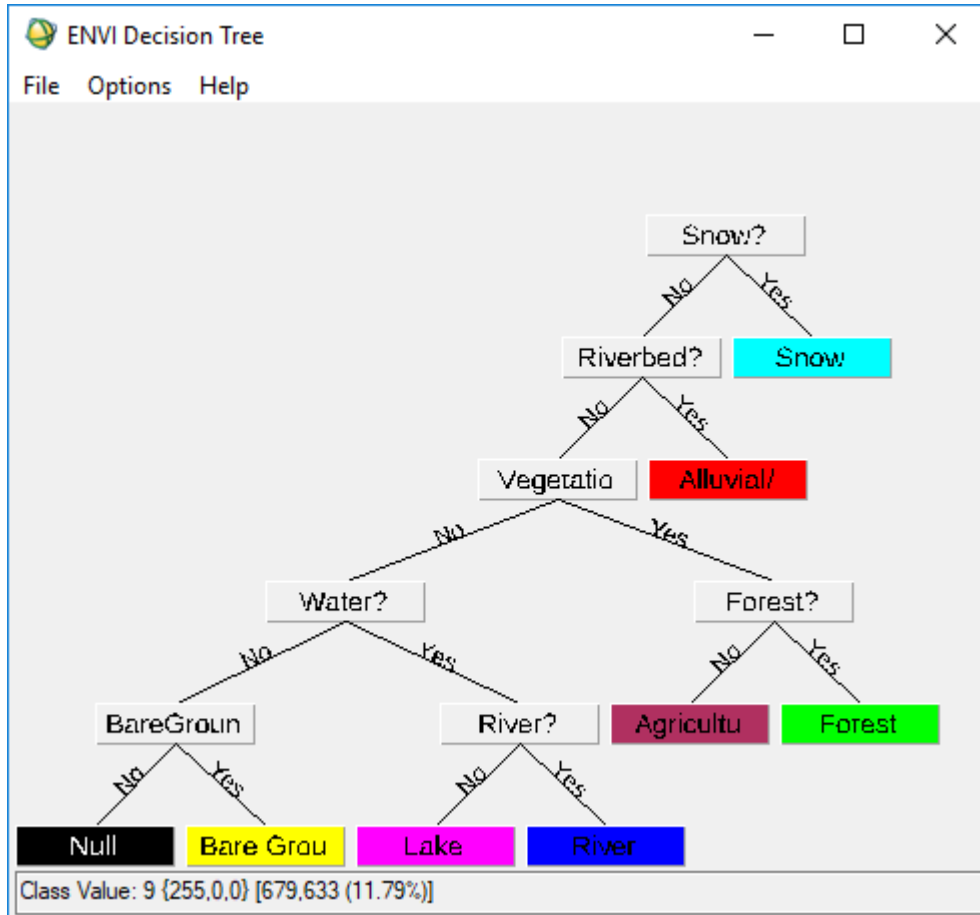 ENVI Decision Tree
File Options Help
Snow?
No Yes
Riverbed? Snow
No Yes
Vegetatio Alluvial/
No Yes
Water? Forest?
No Yes No Yes
BareGroun River? Agricultu Forest
No Yes No Yes
Null Bare Grou Lake River
Class Value: 9 {255,0,0} [679,633 (11.79%)]